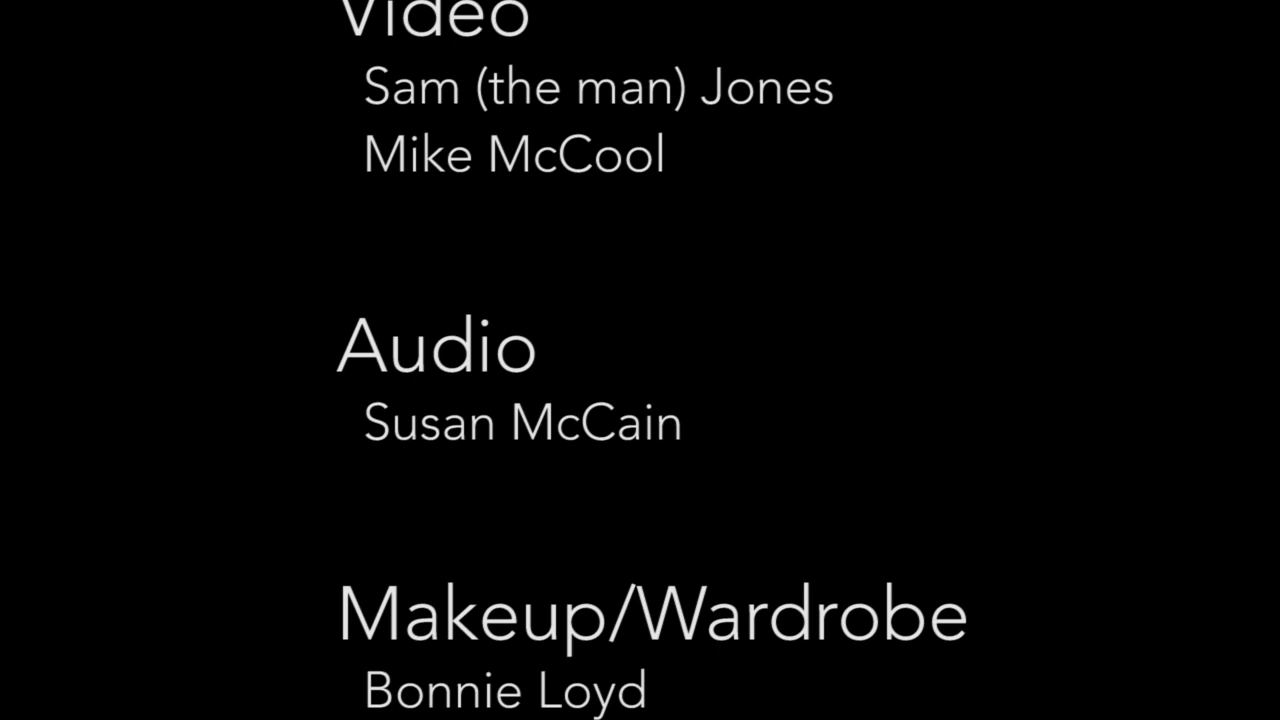 Video
Sam (the man) Jones
Mike McCool
Audio
Susan McCain
Makeup/Wardrobe
Bonnie Loyd